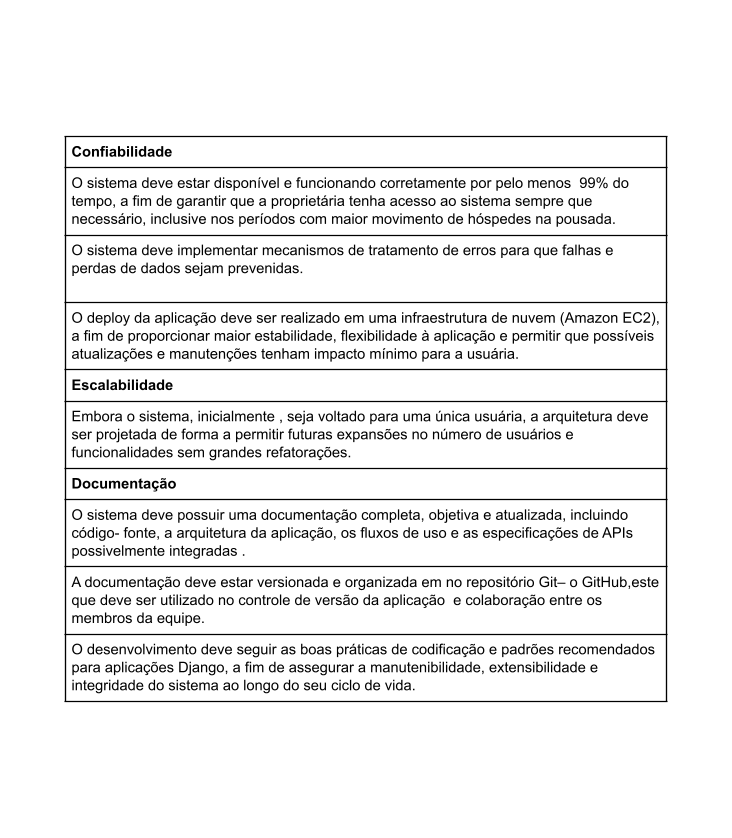 Confiabilidade
O sistema deve estar disponível e funcionando corretamente por pelo menos  99% do
tempo, a fim de garantir que a proprietária tenha acesso ao sistema sempre que
necessário, inclusive nos períodos com maior movimento de hóspedes na pousada.
O sistema deve implementar mecanismos de tratamento de erros para que falhas e
perdas de dados sejam prevenidas.
O deploy da aplicação deve ser realizado em uma infraestrutura de nuvem (Amazon EC2),
a fim de proporcionar maior estabilidade, flexibilidade à aplicação e permitir que possíveis
atualizações e manutenções tenham impacto mínimo para a usuária.
Escalabilidade
Embora o sistema, inicialmente , seja voltado para uma única usuária, a arquitetura deve
ser projetada de forma a permitir futuras expansões no número de usuários e
funcionalidades sem grandes refatorações.
Documentação
O sistema deve possuir uma documentação completa, objetiva e atualizada, incluindo
código- fonte, a arquitetura da aplicação, os fluxos de uso e as especificações de APIs
possivelmente integradas .
A documentação deve estar versionada e organizada em no repositório Git– o GitHub,este
que deve ser utilizado no controle de versão da aplicação  e colaboração entre os
membros da equipe.
O desenvolvimento deve seguir as boas práticas de codificação e padrões recomendados
para aplicações Django, a fim de assegurar a manutenibilidade, extensibilidade e
integridade do sistema ao longo do seu ciclo de vida.